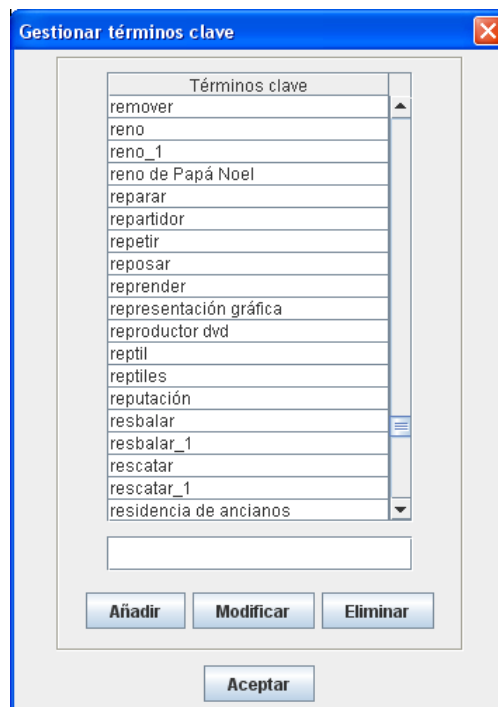 Gestionar términos clave
Términos clave
remover
reno
reno_1
reno de Papá Noel
reparar
repartidor
repetir
reposar
reprender
representación gráfica
reproductor dvd
reptil
reptiles
reputación
resbalar
resbalar_1
rescatar
rescatar_1
residencia de ancianos
Añadir Modificar Eliminar
Aceptar